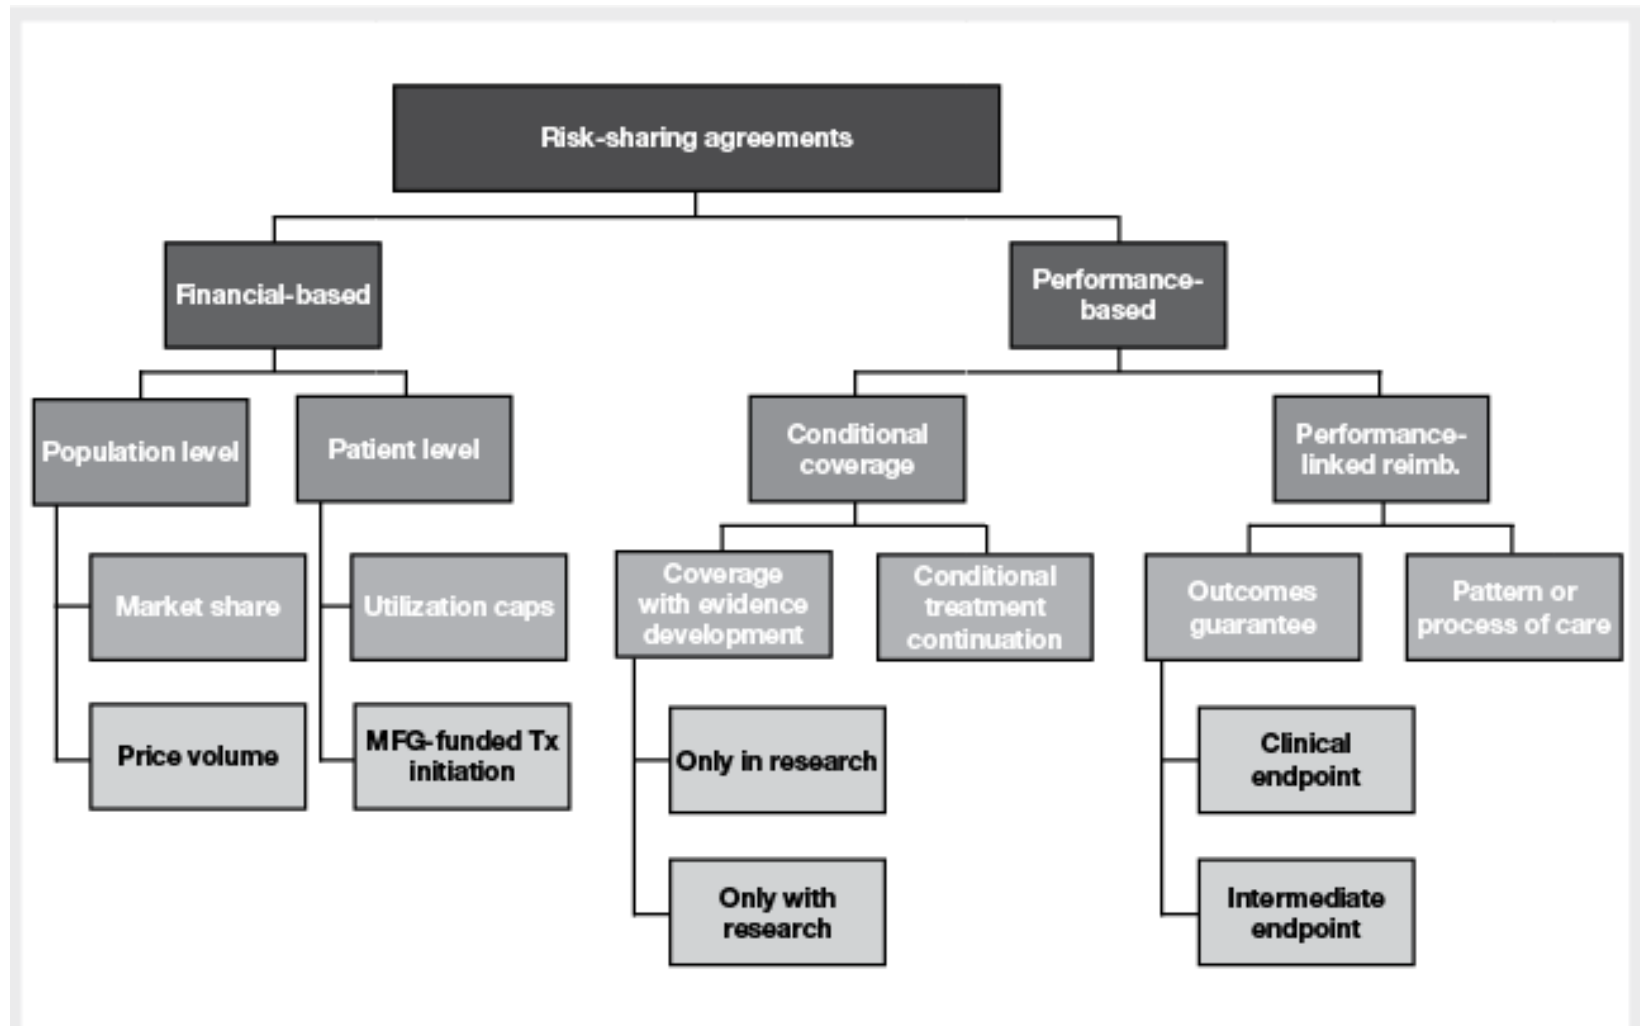 Risk-sharing agreements
Financial-based
Performance-
based
Population level
Patient level
Conditional
coverage
Performance-
linked reimb.
Market share
Utilization caps
Coverage
with evidence
development
Conditional
treatment
continuation
Outcomes
guarantee
Pattern or
process of care
Price volume
MFG-funded Tx
initiation
Only in research
Clinical
endpoint
Only with
research
Intermediate
endpoint